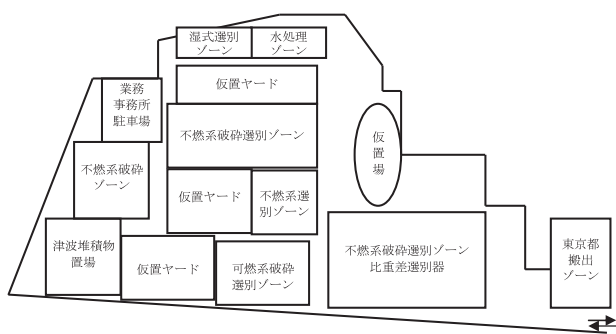 湿式選別
ゾーン
水処理
ゾーン
仮置ヤード
業務
事務所
駐車場
不燃系破砕選別ゾーン
仮
置
場
不燃系破砕
ゾーン
仮置ヤード
不燃系選
別ゾーン
津波堆積物
置場
仮置ヤード
可燃系破砕
選別ゾーン
不燃系破砕選別ゾーン
比重差選別器
東京都
搬出
ゾーン